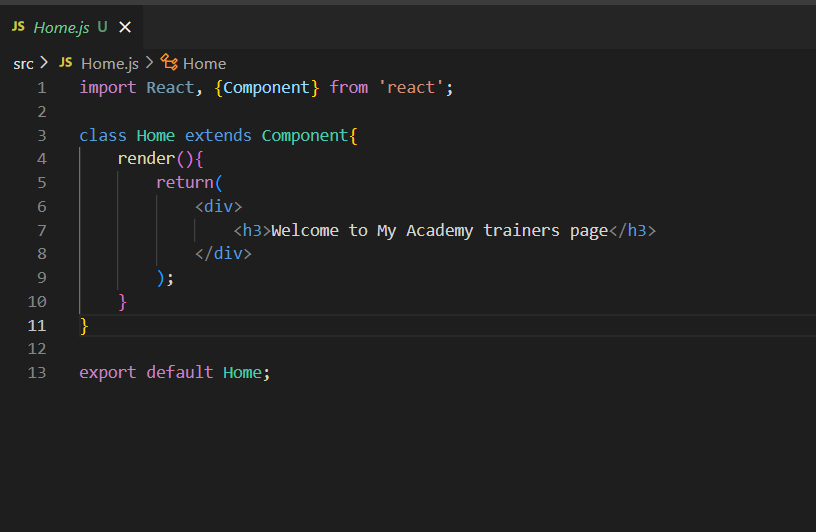 JS Home.js U ×
src > JS Home.js > Home
1 import React, {Component} from 'react';
2
3 class Home extends Component{
4     render(){
5         return(
6             <div>
7                 <h3>Welcome to My Academy trainers page</h3>
8             </div>
9         );
10     }
11 }
12
13 export default Home;